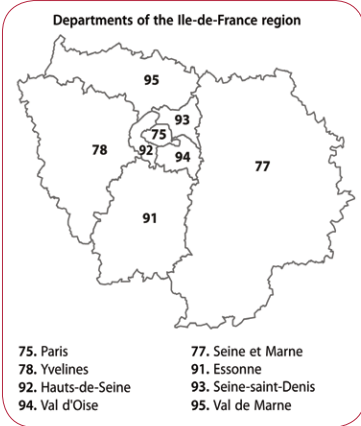 Departments of the Ile-de-France region
95
93
75
78
92
94
77
91
75. Paris
78. Yvelines
92. Hauts-de-Seine
94. Val d'Oise
77. Seine et Marne
91. Essonne
93. Seine-saint-Denis
95. Val de Marne